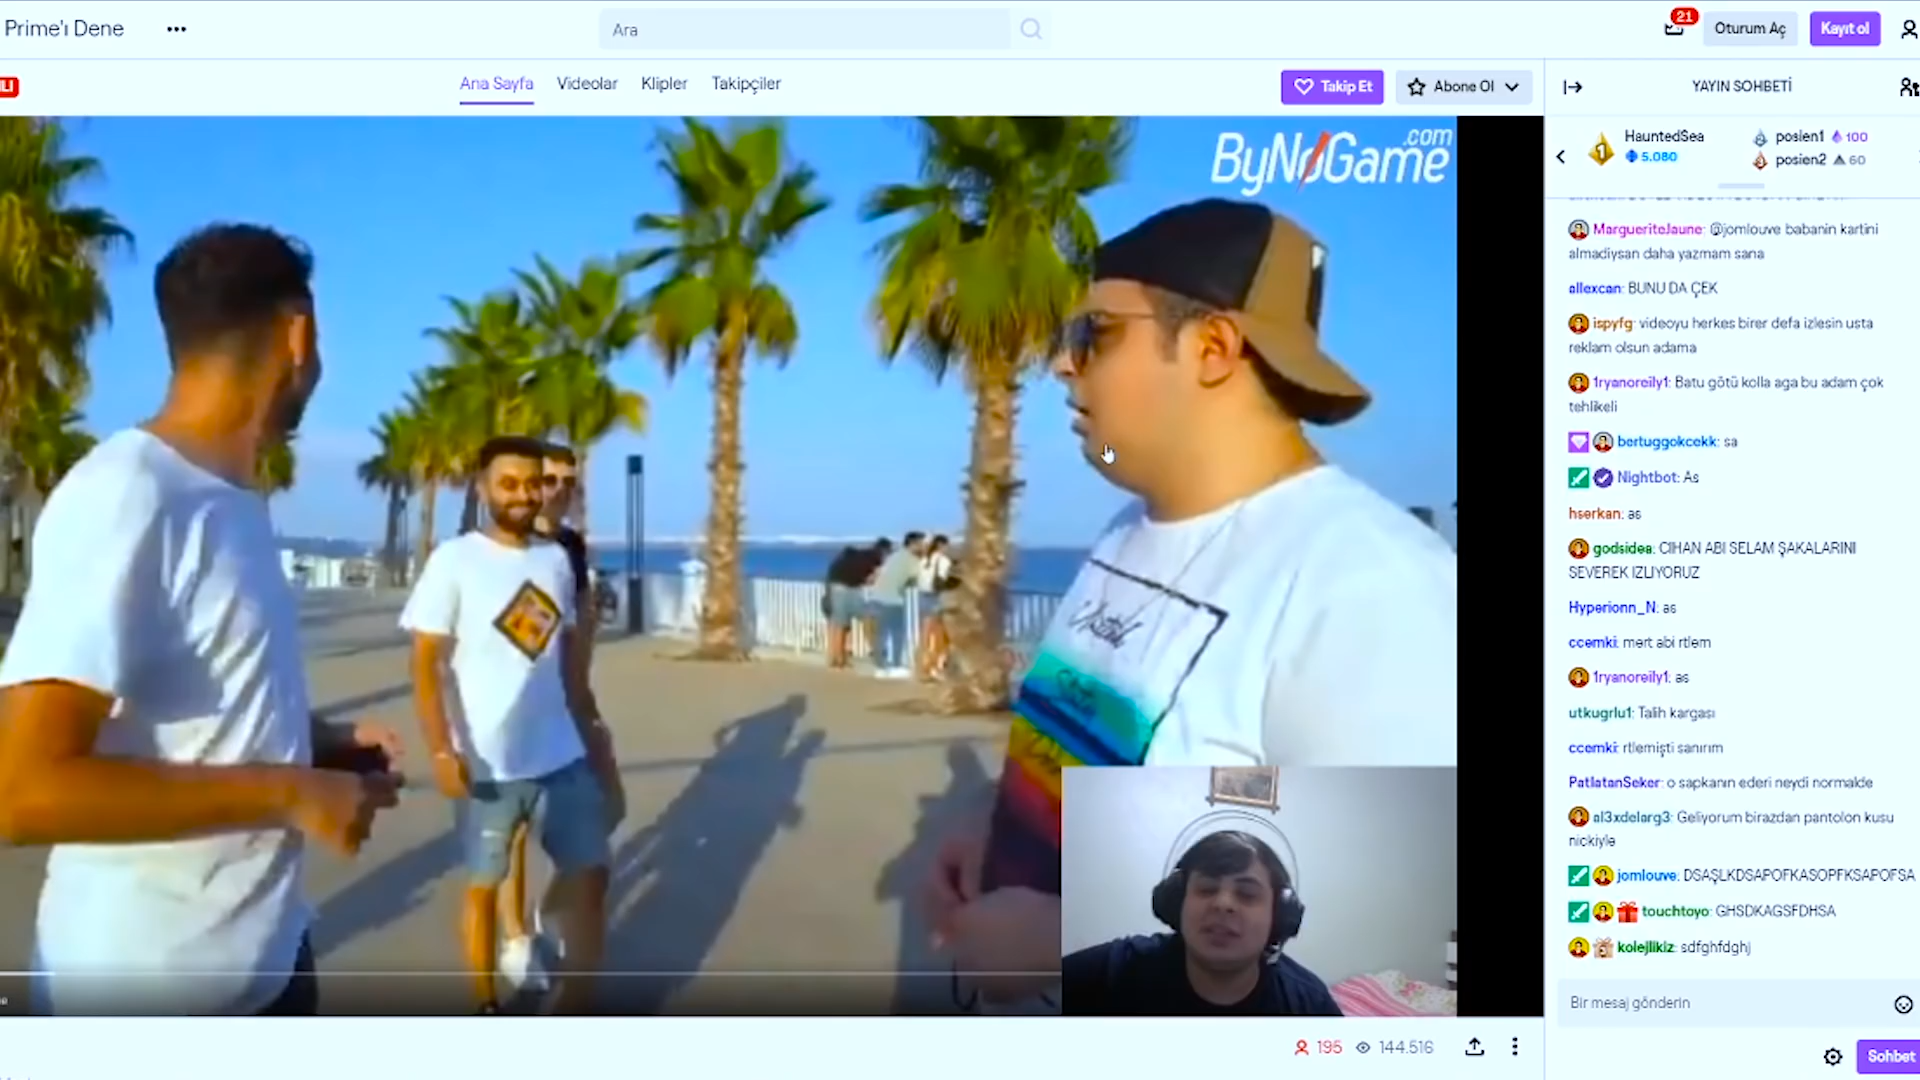 Prime'ı Dene
Ara
21
Oturum Aç
Kayıt ol
Ana Sayfa
Videolar
Klipler
Takipçiler
Takip Et
Abone Ol
YAYIN SOHBETİ
ByNoGame.com
1
HauntedSea
5.080
posien1 100
posien2 60
MargueriteJaune: @jomlouve babanin kartini
almadiysan daha yazmam sana
allexcan: BUNU DA ÇEK
ispyfg: videoyu herkes birer defa izlesin usta
reklam olsun adama
1ryanoreily1: Batu götü kolla aga bu adam çok
tehlikeli
bertuggokcekk: sa
Nightbot: As
hserkan: as
godsidea: CIHAN ABI SELAM ŞAKALARINI
SEVEREK IZLIYORUZ
Hyperionn_N: as
ccemki: mert abi rtlem
1ryanoreily1: as
utkugrlu1: Talih kargası
ccemki: rtlemişti sanırım
PatlatanSeker: o sapkanın ederi neydi normalde
al3xdelarg3: Geliyorum birazdan pantolon kusu
nickiyle
jomlouve: DSAŞLKDSAPOFKASOPFKSAPOFSA
touchtoyo: GHSDKAGSFDHSA
kolejlikiz: sdfghfdghj
Bir mesaj gönderin
195
144.516
Sohbet